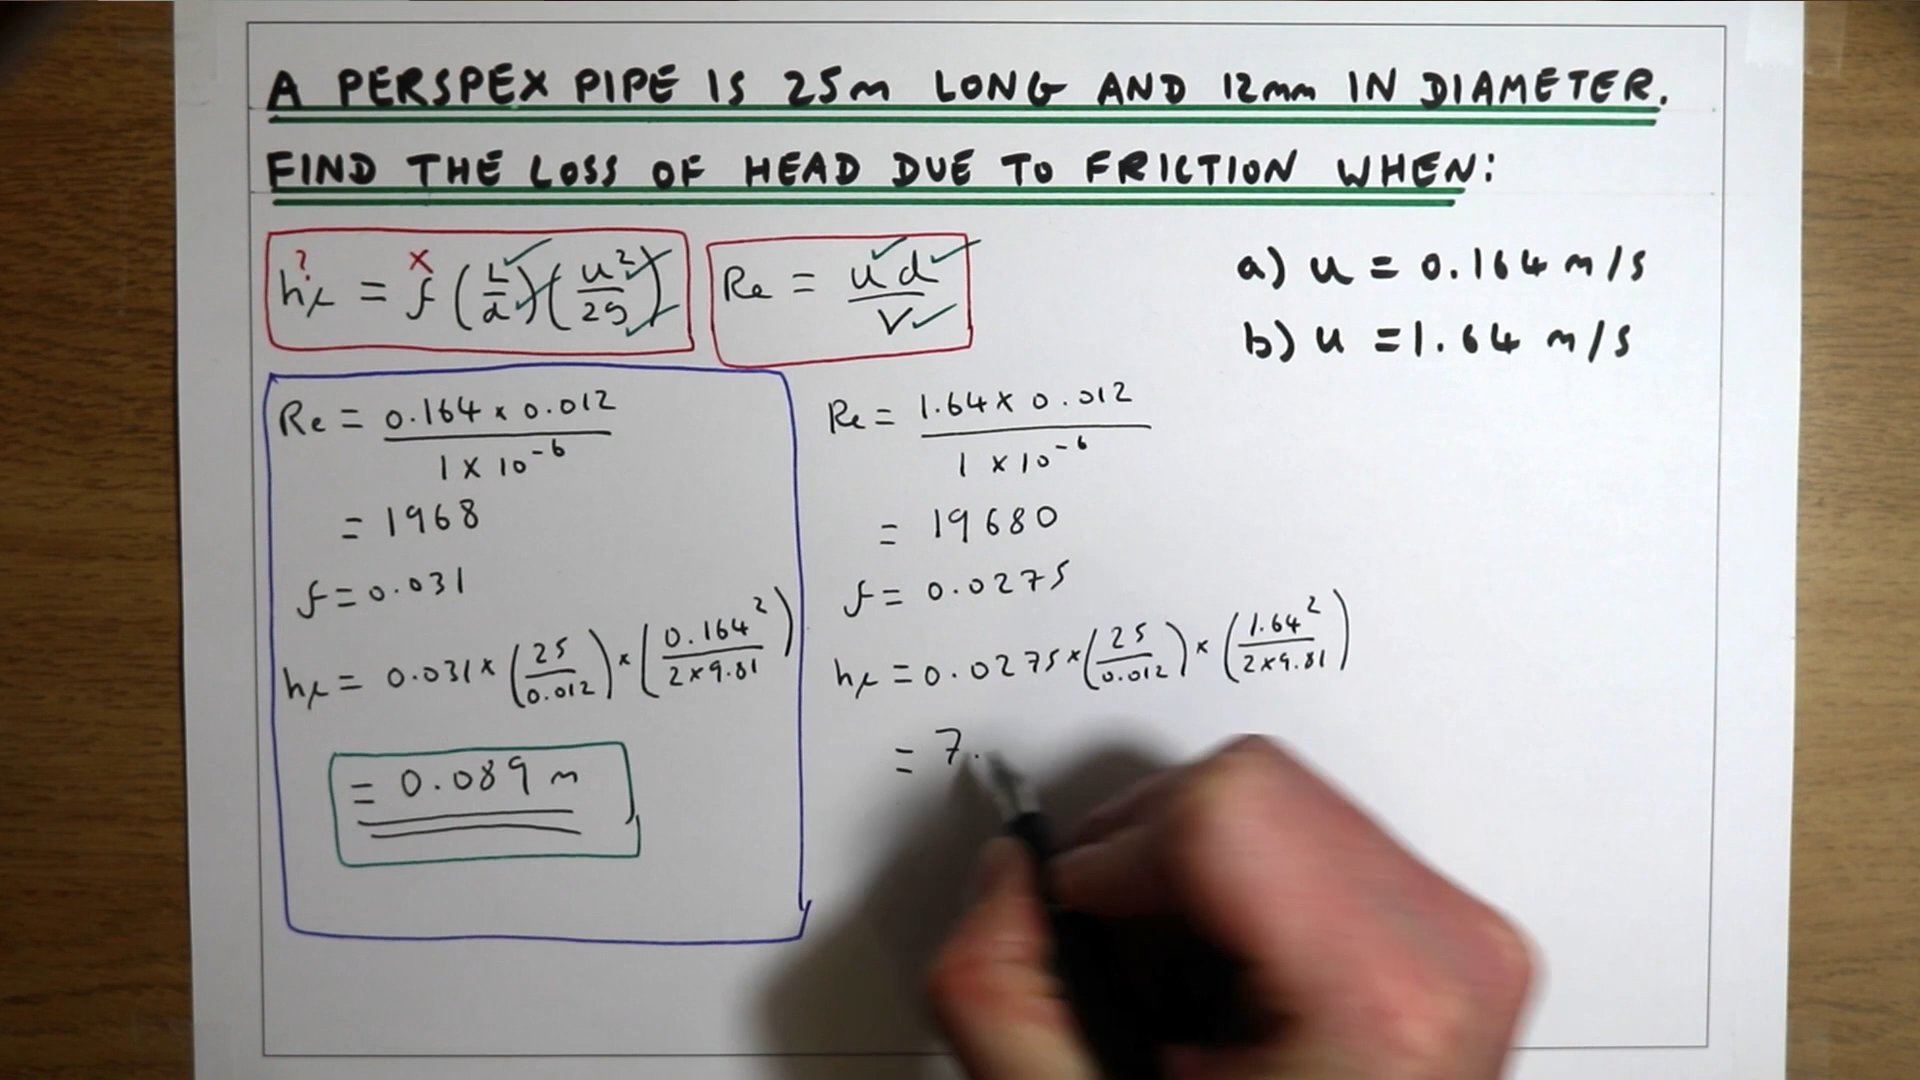 A PERSPEX PIPE IS 25m LONG AND 12mm IN DIAMETER.
FIND THE LOSS OF HEAD DUE TO FRICTION WHEN:
? x
hf = f (L/d)(u²/2g)
Re = ud/ν
a) u = 0.164 m/s
b) u = 1.64 m/s
Re = 0.164 x 0.012
1 x 10⁻⁶
= 1968
f = 0.031
hf = 0.031 x (25/0.012) x (0.164²/2x9.81)
= 0.089 m
Re = 1.64 x 0.012
1 x 10⁻⁶
= 19680
f = 0.0275
hf = 0.0275 x (25/0.012) x (1.64²/2x9.81)
= 7.